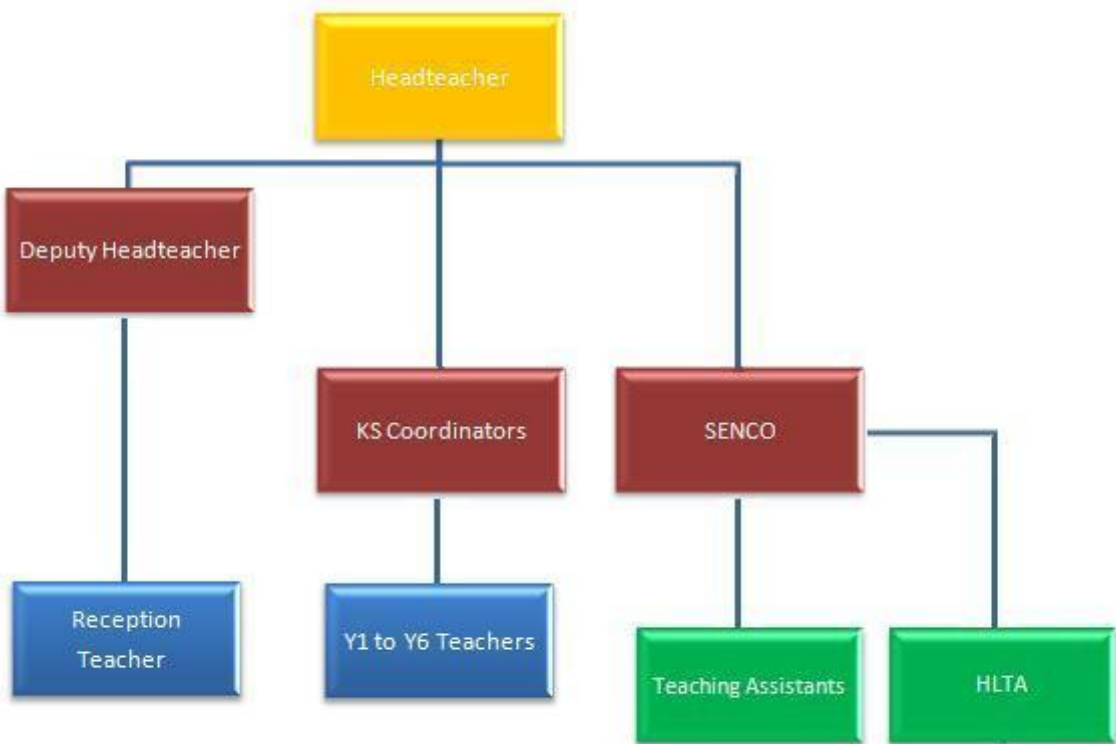 Headteacher
Deputy Headteacher
KS Coordinators
SENCO
Reception
Teacher
Y1 to Y6 Teachers
Teaching Assistants
HLTA